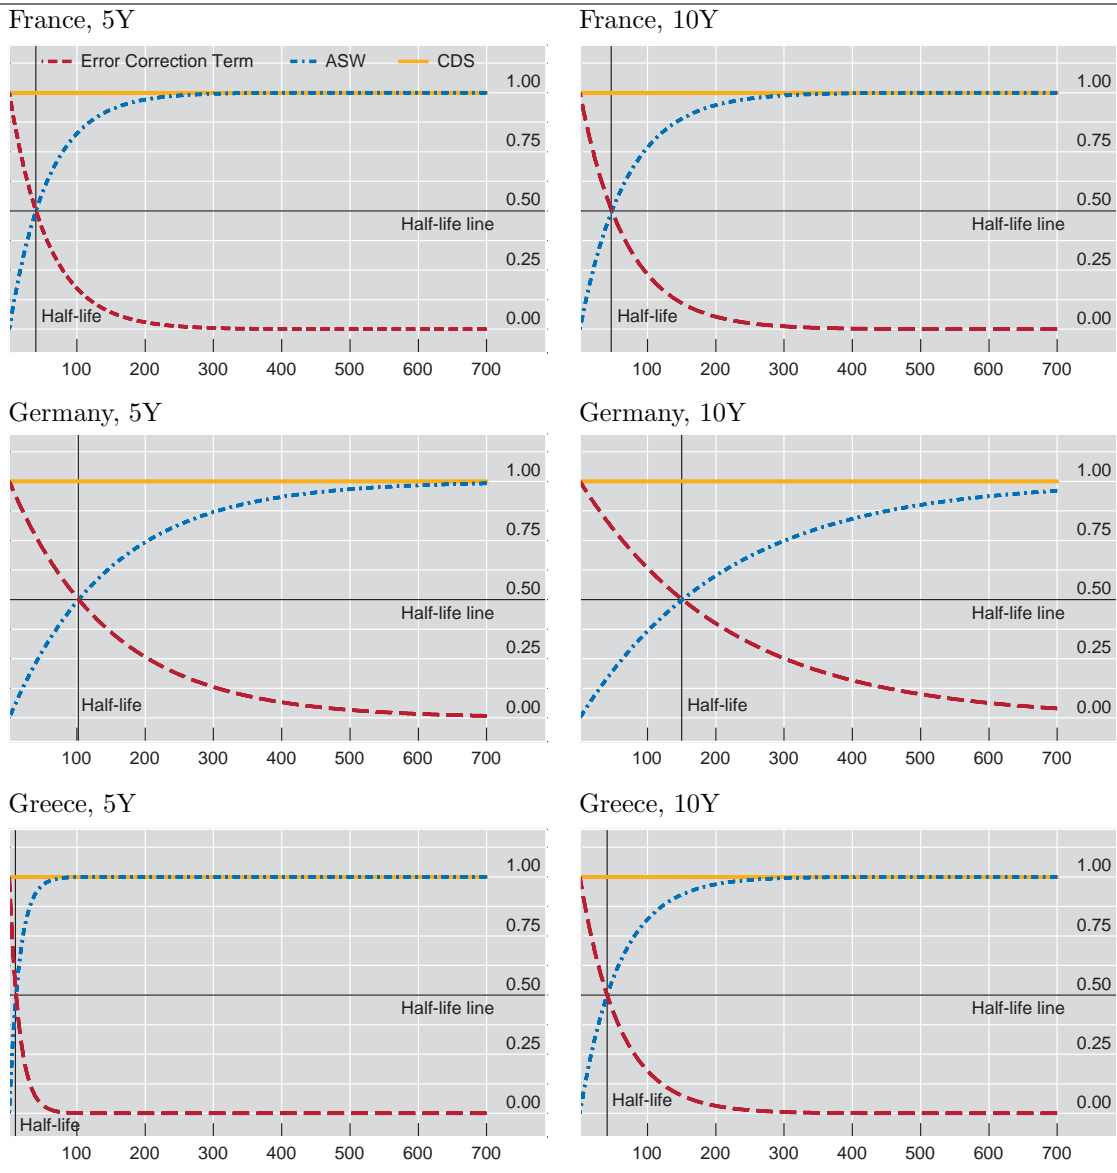 France, 5Y
Error Correction Term ASW CDS
1.00
0.75
0.50
Half-life line
0.25
Half-life
0.00
100 200 300 400 500 600 700
France, 10Y
1.00
0.75
0.50
Half-life line
0.25
Half-life
0.00
100 200 300 400 500 600 700
Germany, 5Y
1.00
0.75
0.50
Half-life line
0.25
Half-life
0.00
100 200 300 400 500 600 700
Germany, 10Y
1.00
0.75
0.50
Half-life line
0.25
Half-life
0.00
100 200 300 400 500 600 700
Greece, 5Y
1.00
0.75
0.50
Half-life line
0.25
0.00
Half-life
100 200 300 400 500 600 700
Greece, 10Y
1.00
0.75
0.50
Half-life line
0.25
Half-life
0.00
100 200 300 400 500 600 700